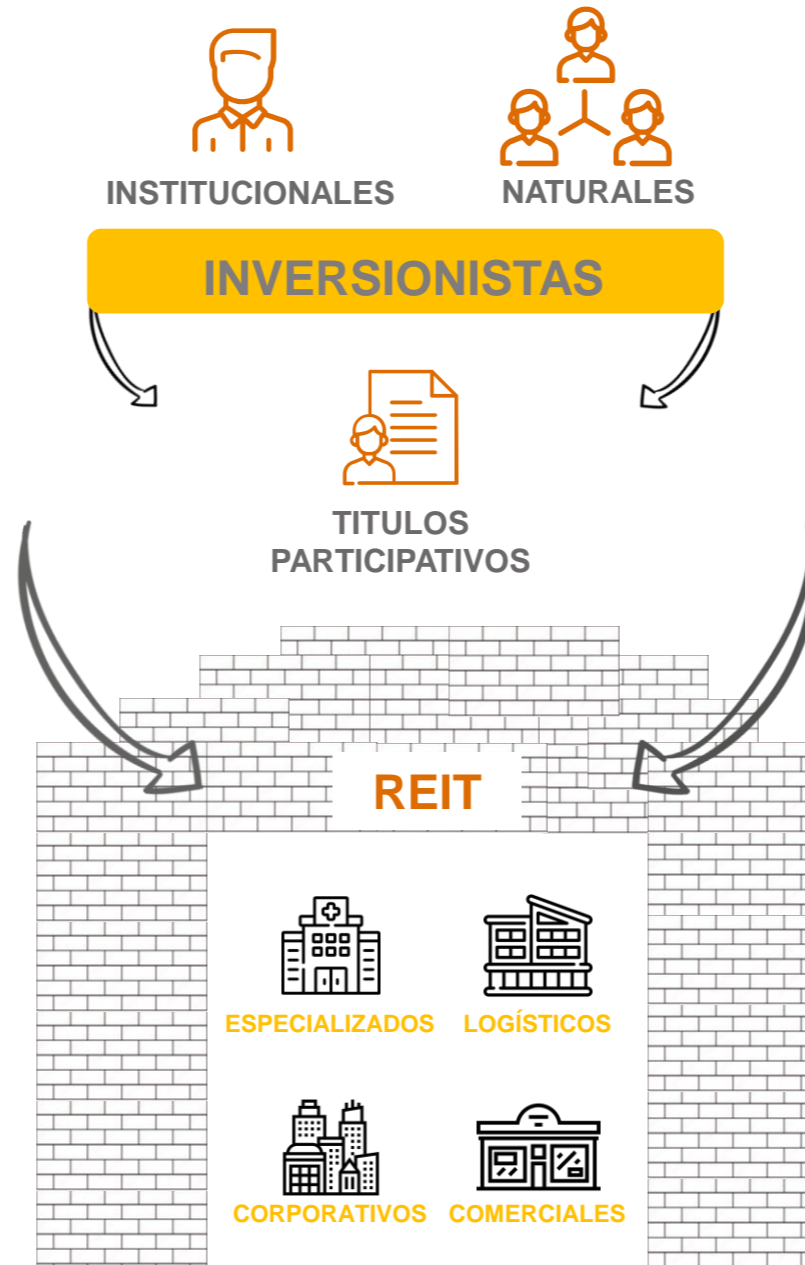 INSTITUCIONALES
NATURALES
INVERSIONISTAS
TITULOS
PARTICIPATIVOS
REIT
ESPECIALIZADOS
LOGÍSTICOS
CORPORATIVOS
COMERCIALES